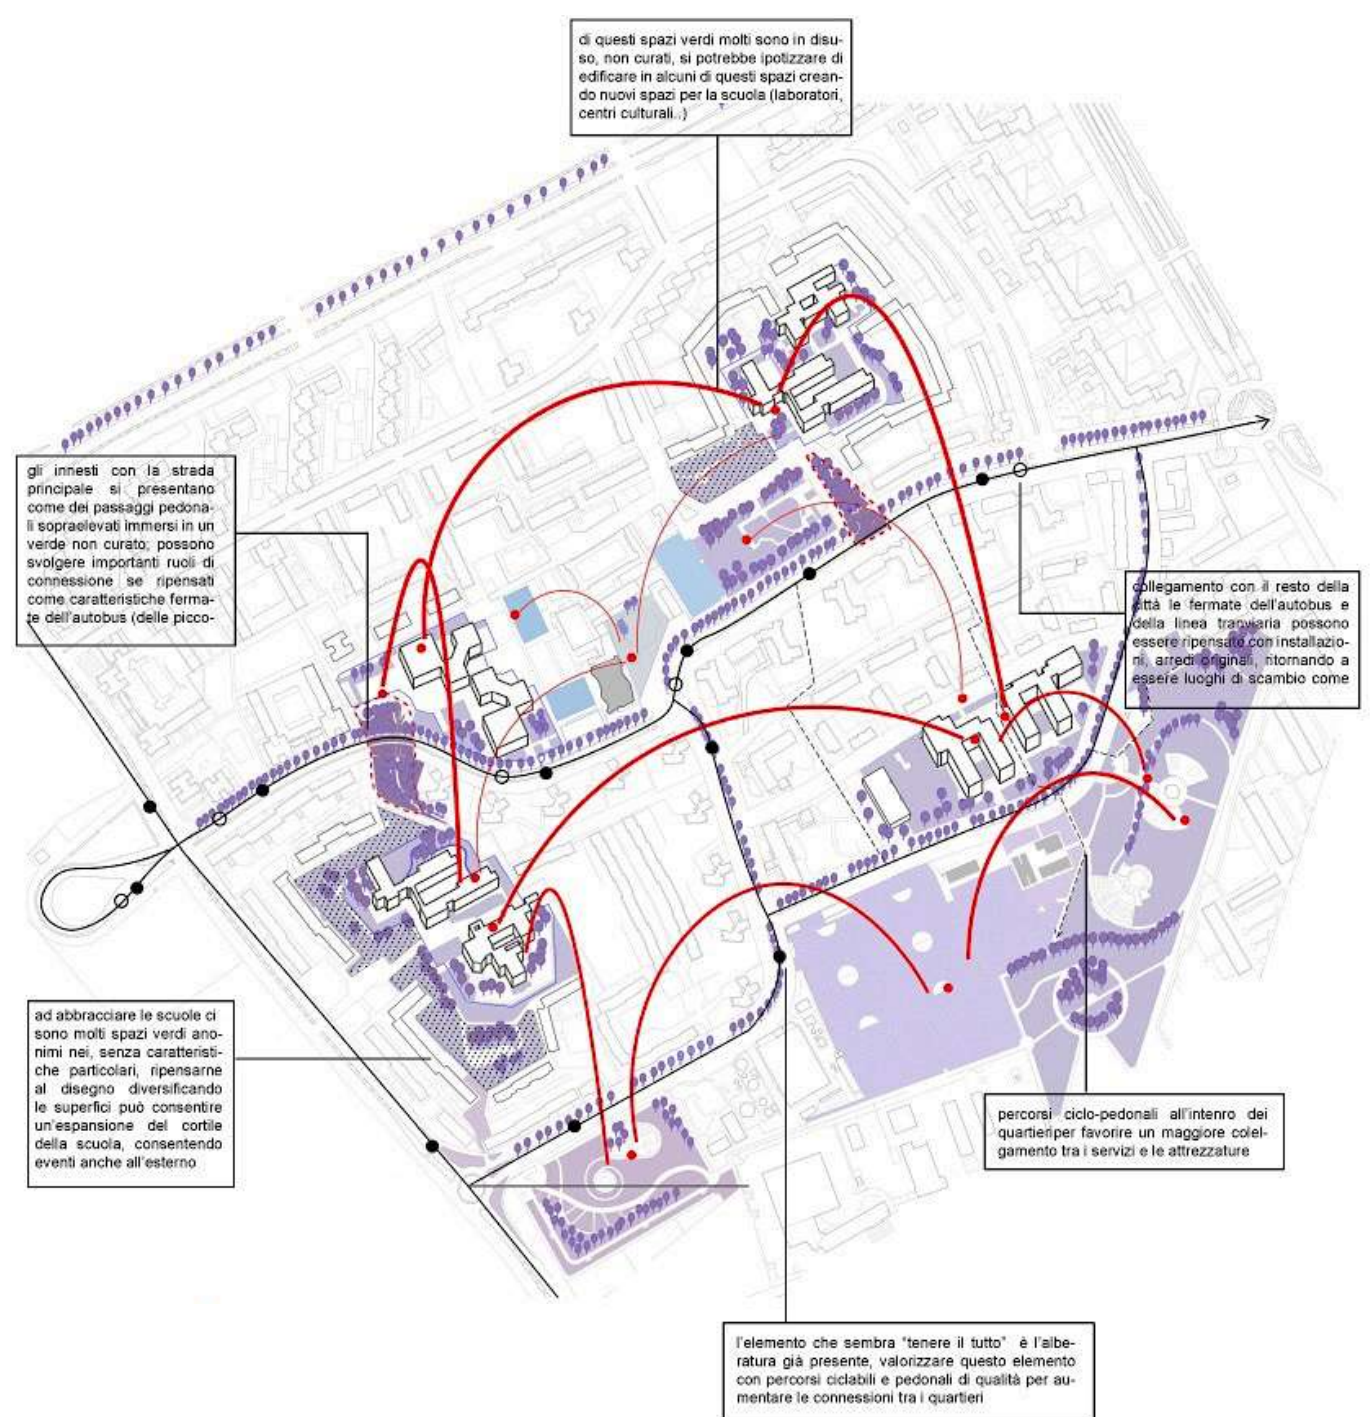 di questi spazi verdi molti sono in disu-
so, non curati, si potrebbe ipotizzare di
edificare in alcuni di questi spazi crean-
do nuovi spazi per la scuola (laboratori,
centri culturali..)
gli innesti con la strada
principale si presentano
come dei passaggi pedona-
li sopraelevati immersi in un
verde non curato; possono
svolgere importanti ruoli di
connessione se ripensati
come caratteristiche ferma-
te dell'autobus (delle picco-
collegamento con il resto della
città le fermate dell'autobus e
della linea tranviaria possono
essere ripensate con installazio-
ni, arredi originali, ritornando a
essere luoghi di scambio come
ad abbracciare le scuole ci
sono molti spazi verdi ano-
nimi nei, senza caratteristi-
che particolari, ripensarne
al disegno diversificando
le superfici può consentire
un'espansione del cortile
della scuola, consentendo
eventi anche all'esterno
percorsi ciclo-pedonali all'intenro dei
quartieriper favorire un maggiore colel-
gamento tra i servizi e le attrezzature
l'elemento che sembra "tenere il tutto" è l'albe-
ratura già presente, valorizzare questo elemento
con percorsi ciclabili e pedonali di qualità per au-
mentare le connessioni tra i quartieri